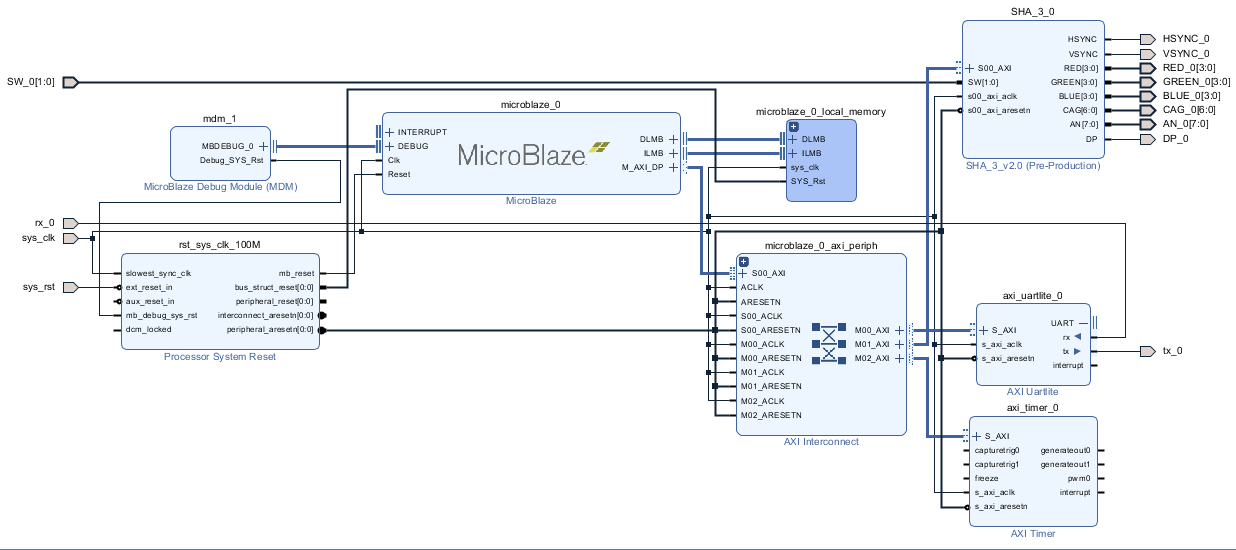 SHA_3_0
S00_AXI
SW[1:0]
s00_axi_aclk
s00_axi_aresetn
HSYNC
VSYNC
RED[3:0]
GREEN[3:0]
BLUE[3:0]
CAG[6:0]
AN[7:0]
DP
SHA_3_v2.0 (Pre-Production)
HSYNC_0
VSYNC_0
RED_0[3:0]
GREEN_0[3:0]
BLUE_0[3:0]
CAG_0[6:0]
AN_0[7:0]
DP_0
SW_0[1:0]
mdm_1
MBDEBUG_0
Debug_SYS_Rst
MicroBlaze Debug Module (MDM)
microblaze_0
INTERRUPT
DEBUG
Clk
Reset
MicroBlaze
DLMB
ILMB
M_AXI_DP
MicroBlaze
microblaze_0_local_memory
DLMB
ILMB
sys_clk
SYS_Rst
rx_0
sys_clk
sys_rst
rst_sys_clk_100M
slowest_sync_clk
ext_reset_in
aux_reset_in
mb_debug_sys_rst
dcm_locked
mb_reset
bus_struct_reset[0:0]
peripheral_reset[0:0]
interconnect_aresetn[0:0]
peripheral_aresetn[0:0]
Processor System Reset
microblaze_0_axi_periph
S00_AXI
ACLK
ARESETN
S00_ACLK
S00_ARESETN
M00_ACLK
M00_ARESETN
M01_ACLK
M01_ARESETN
M02_ACLK
M02_ARESETN
M00_AXI
M01_AXI
M02_AXI
AXI Interconnect
axi_uartlite_0
S_AXI
s_axi_aclk
s_axi_aresetn
UART
rx
tx
interrupt
AXI Uartlite
tx_0
axi_timer_0
S_AXI
capturetrig0
capturetrig1
freeze
s_axi_aclk
s_axi_aresetn
generateout0
generateout1
pwm0
interrupt
AXI Timer